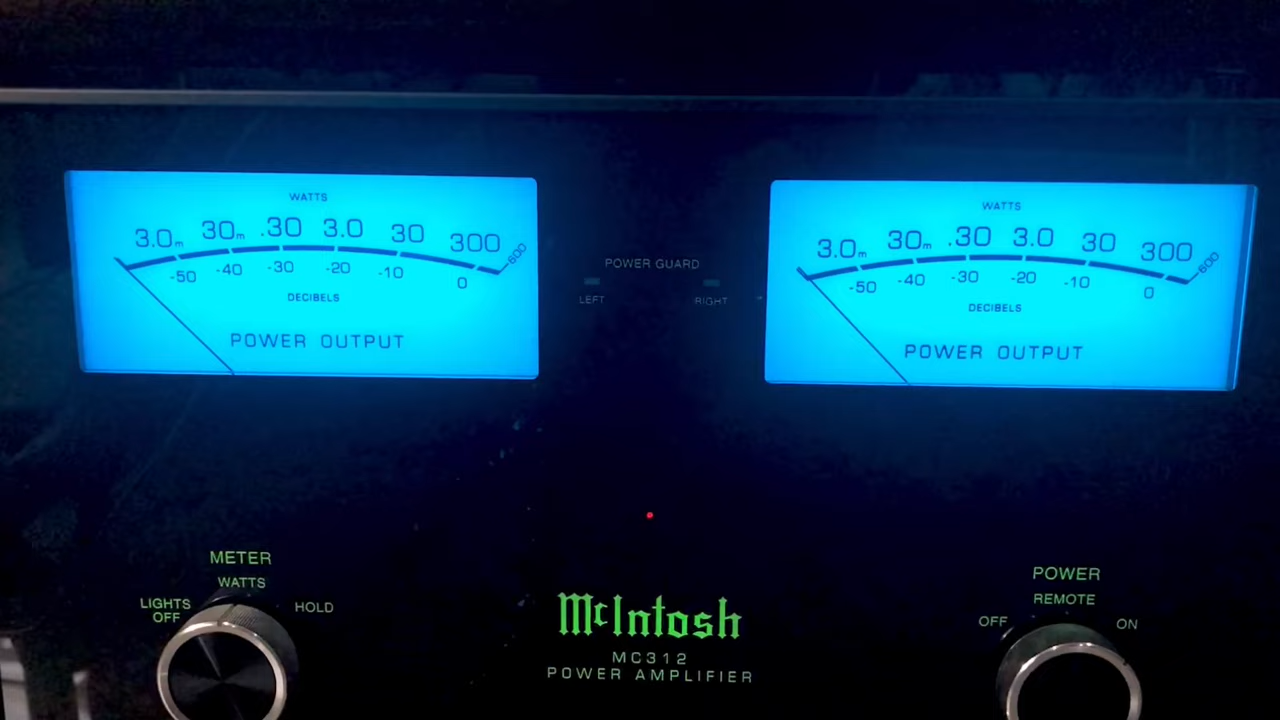 WATTS
3.0m 30m .30 3.0 30 300 600
-50 -40 -30 -20 -10 0
DECIBELS
POWER OUTPUT
POWER GUARD
LEFT RIGHT
WATTS
3.0m 30m .30 3.0 30 300 600
-50 -40 -30 -20 -10 0
DECIBELS
POWER OUTPUT
METER
WATTS
LIGHTS OFF
HOLD
McIntosh
MC312
POWER AMPLIFIER
POWER
REMOTE
OFF ON